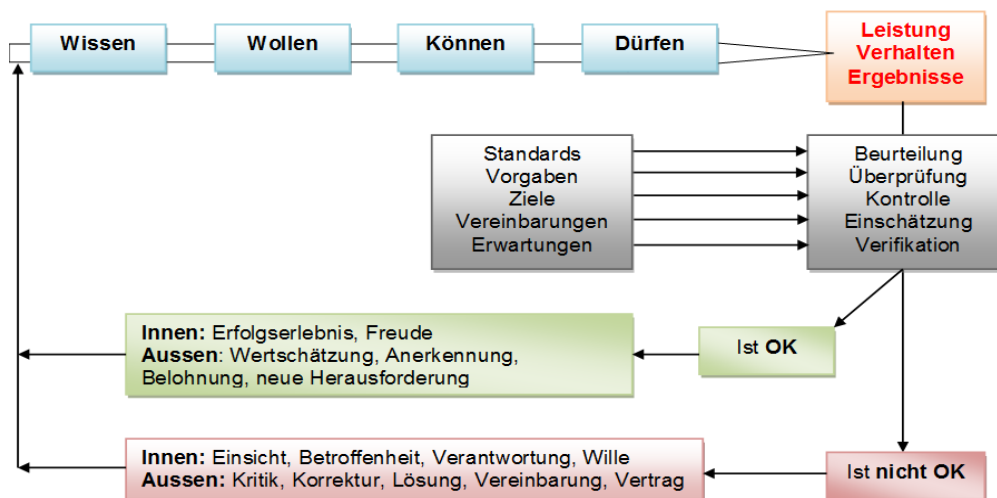 Wissen
Wollen
Können
Dürfen
Leistung
Verhalten
Ergebnisse
Standards
Vorgaben
Ziele
Vereinbarungen
Erwartungen
Beurteilung
Überprüfung
Kontrolle
Einschätzung
Verifikation
Innen: Erfolgserlebnis, Freude
Aussen: Wertschätzung, Anerkennung,
Belohnung, neue Herausforderung
Ist OK
Innen: Einsicht, Betroffenheit, Verantwortung, Wille
Aussen: Kritik, Korrektur, Lösung, Vereinbarung, Vertrag
Ist nicht OK